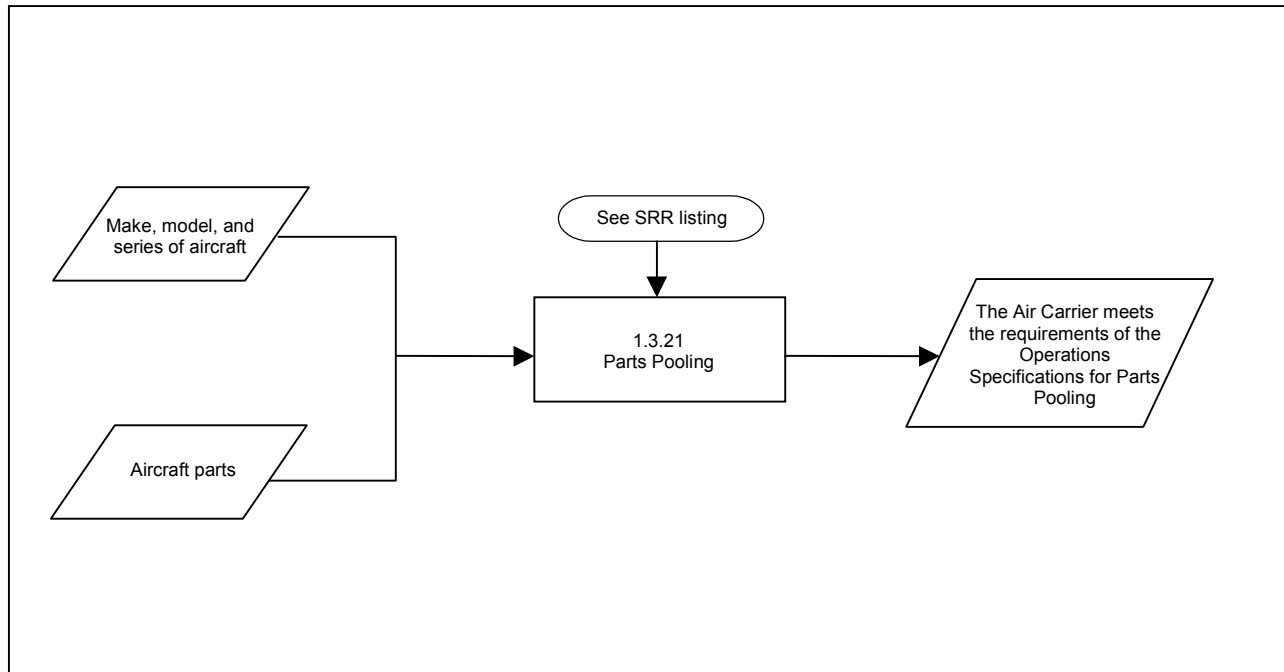 Make, model, and
series of aircraft
See SRR listing
1.3.21
Parts Pooling
The Air Carrier meets
the requirements of the
Operations
Specifications for Parts
Pooling
Aircraft parts